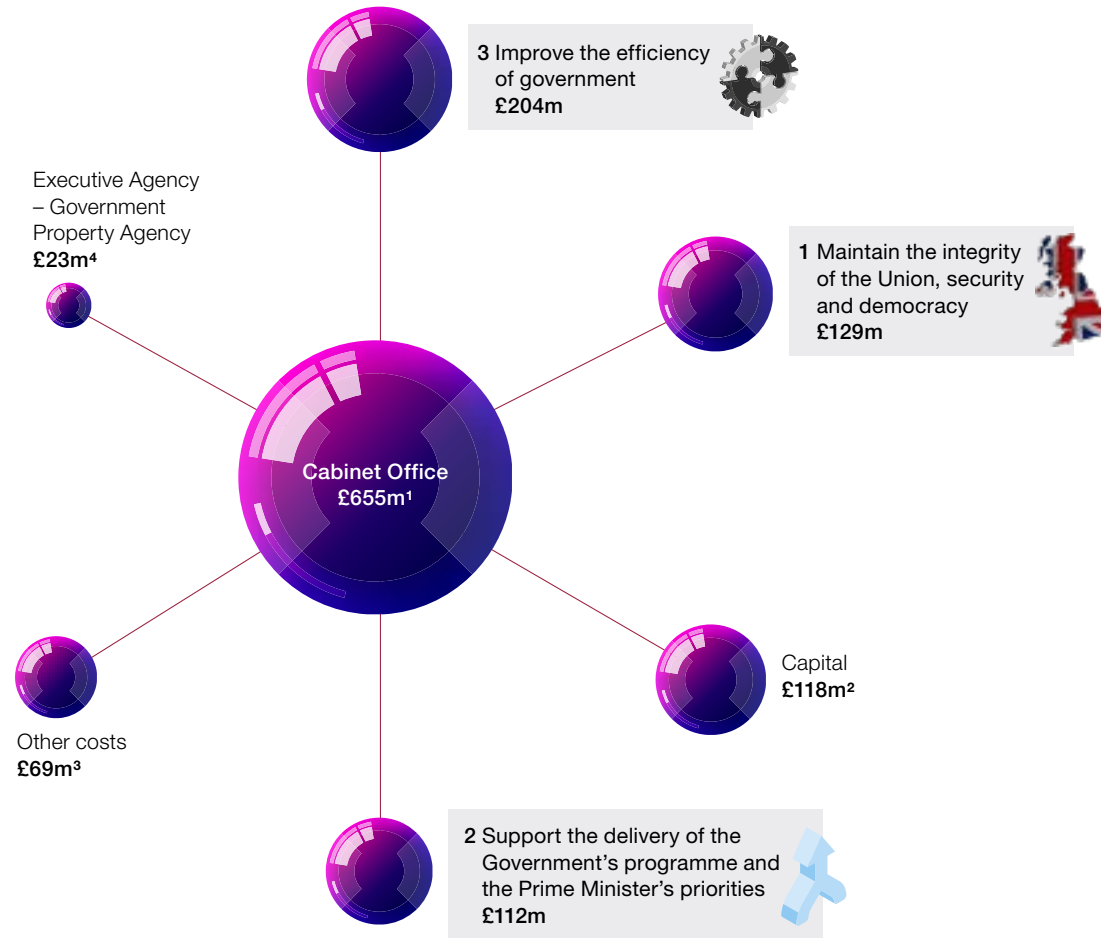 3 Improve the efficiency
of government
£204m
Executive Agency
– Government
Property Agency
£23m⁴
1 Maintain the integrity
of the Union, security
and democracy
£129m
Cabinet Office
£655m¹
Capital
£118m²
Other costs
£69m³
2 Support the delivery of the
Government’s programme and
the Prime Minister’s priorities
£112m